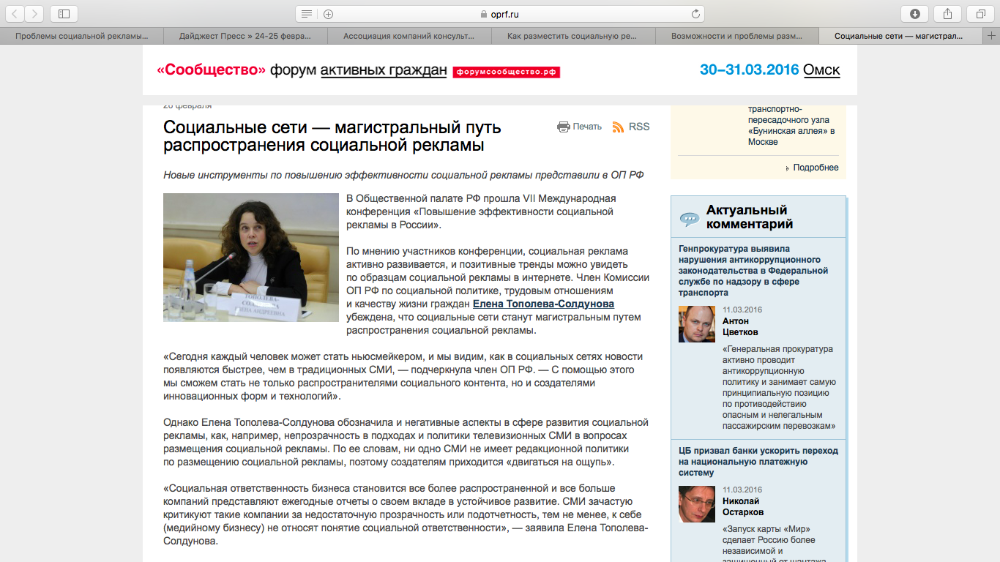 oprf.ru
Проблемы социальной рекламы...
Дайджест Пресс » 24-25 февра...
Ассоциация компаний консульт...
Как разместить социальную ре...
Возможности и проблемы разм...
Социальные сети — магистрал...
«Сообщество» форум активных граждан форумсообщество.рф
30–31.03.2016 Омск
26 февраля
Социальные сети — магистральный путь
распространения социальной рекламы
Печать
RSS
Новые инструменты по повышению эффективности социальной рекламы представили в ОП РФ
ТОПОЛЕВА-
СОЛДУНОВА
ЕЛЕНА АНДРЕЕВНА
В Общественной палате РФ прошла VII Международная
конференция «Повышение эффективности социальной
рекламы в России».
По мнению участников конференции, социальная реклама
активно развивается, и позитивные тренды можно увидеть
по образцам социальной рекламы в интернете. Член Комиссии
ОП РФ по социальной политике, трудовым отношениям
и качеству жизни граждан Елена Тополева-Солдунова
убеждена, что социальные сети станут магистральным путем
распространения социальной рекламы.
«Сегодня каждый человек может стать ньюсмейкером, и мы видим, как в социальных сетях новости
появляются быстрее, чем в традиционных СМИ, — подчеркнула член ОП РФ. — С помощью этого
мы сможем стать не только распространителями социального контента, но и создателями
инновационных форм и технологий».
Однако Елена Тополева-Солдунова обозначила и негативные аспекты в сфере развития социальной
рекламы, как, например, непрозрачность в подходах и политики телевизионных СМИ в вопросах
размещения социальной рекламы. По ее словам, ни одно СМИ не имеет редакционной политики
по размещению социальной рекламы, поэтому создателям приходится «двигаться на ощупь».
«Социальная ответственность бизнеса становится все более распространенной и все больше
компаний представляют ежегодные отчеты о своем вкладе в устойчивое развитие. СМИ зачастую
критикуют такие компании за недостаточную прозрачность или подотчетность, тем не менее, к себе
(медийному бизнесу) не относят понятие социальной ответственности», — заявила Елена Тополева-
Солдунова.
транспортно-
пересадочного узла
«Бунинская аллея» в
Москве
Подробнее
Актуальный
комментарий
Генпрокуратура выявила
нарушения антикоррупционного
законодательства в Федеральной
службе по надзору в сфере
транспорта
11.03.2016
Антон
Цветков
«Генеральная прокуратура
активно проводит
антикоррупционную
политику и занимает самую
принципиальную позицию
по противодействию
опасным и нелегальным
пассажирским перевозкам»
ЦБ призвал банки ускорить переход
на национальную платежную
систему
11.03.2016
Николай
Остарков
«Запуск карты «Мир»
сделает Россию более
независимой и
защищенной от шантажа